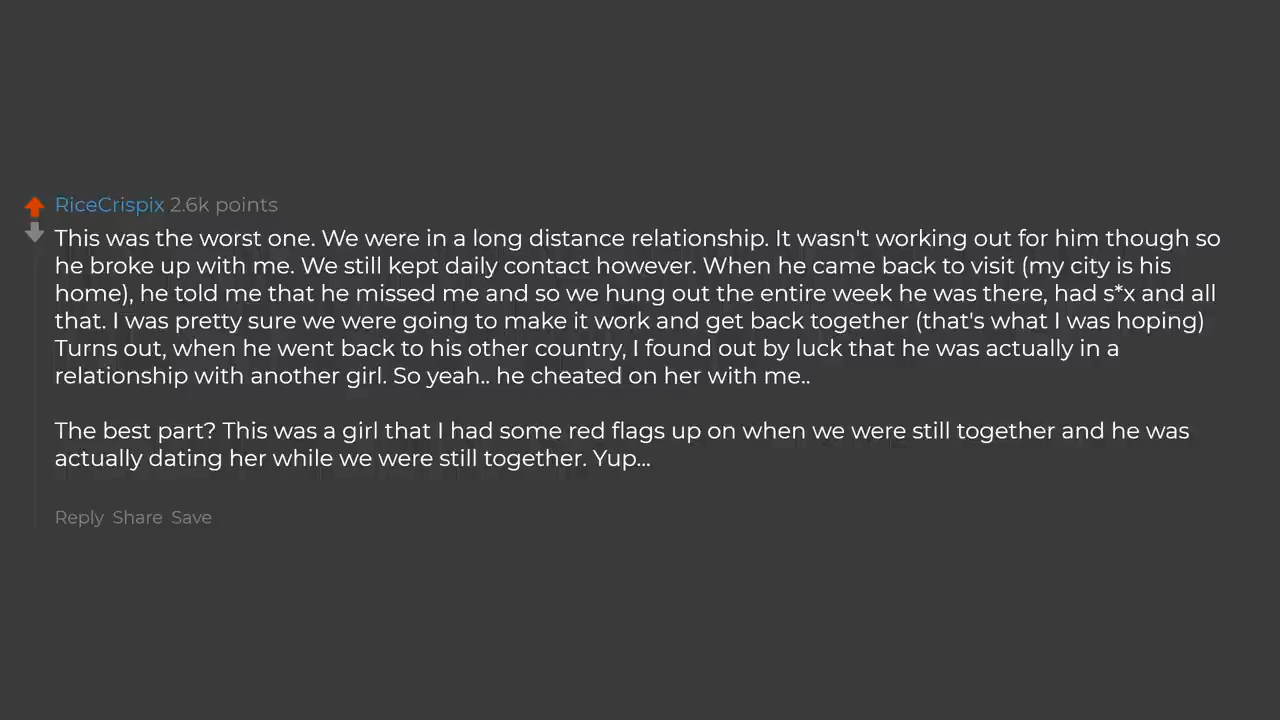 RiceCrispix 2.6k points
This was the worst one. We were in a long distance relationship. It wasn't working out for him though so
he broke up with me. We still kept daily contact however. When he came back to visit (my city is his
home), he told me that he missed me and so we hung out the entire week he was there, had s*x and all
that. I was pretty sure we were going to make it work and get back together (that's what I was hoping)
Turns out, when he went back to his other country, I found out by luck that he was actually in a
relationship with another girl. So yeah.. he cheated on her with me..
The best part? This was a girl that I had some red flags up on when we were still together and he was
actually dating her while we were still together. Yup...
Reply Share Save